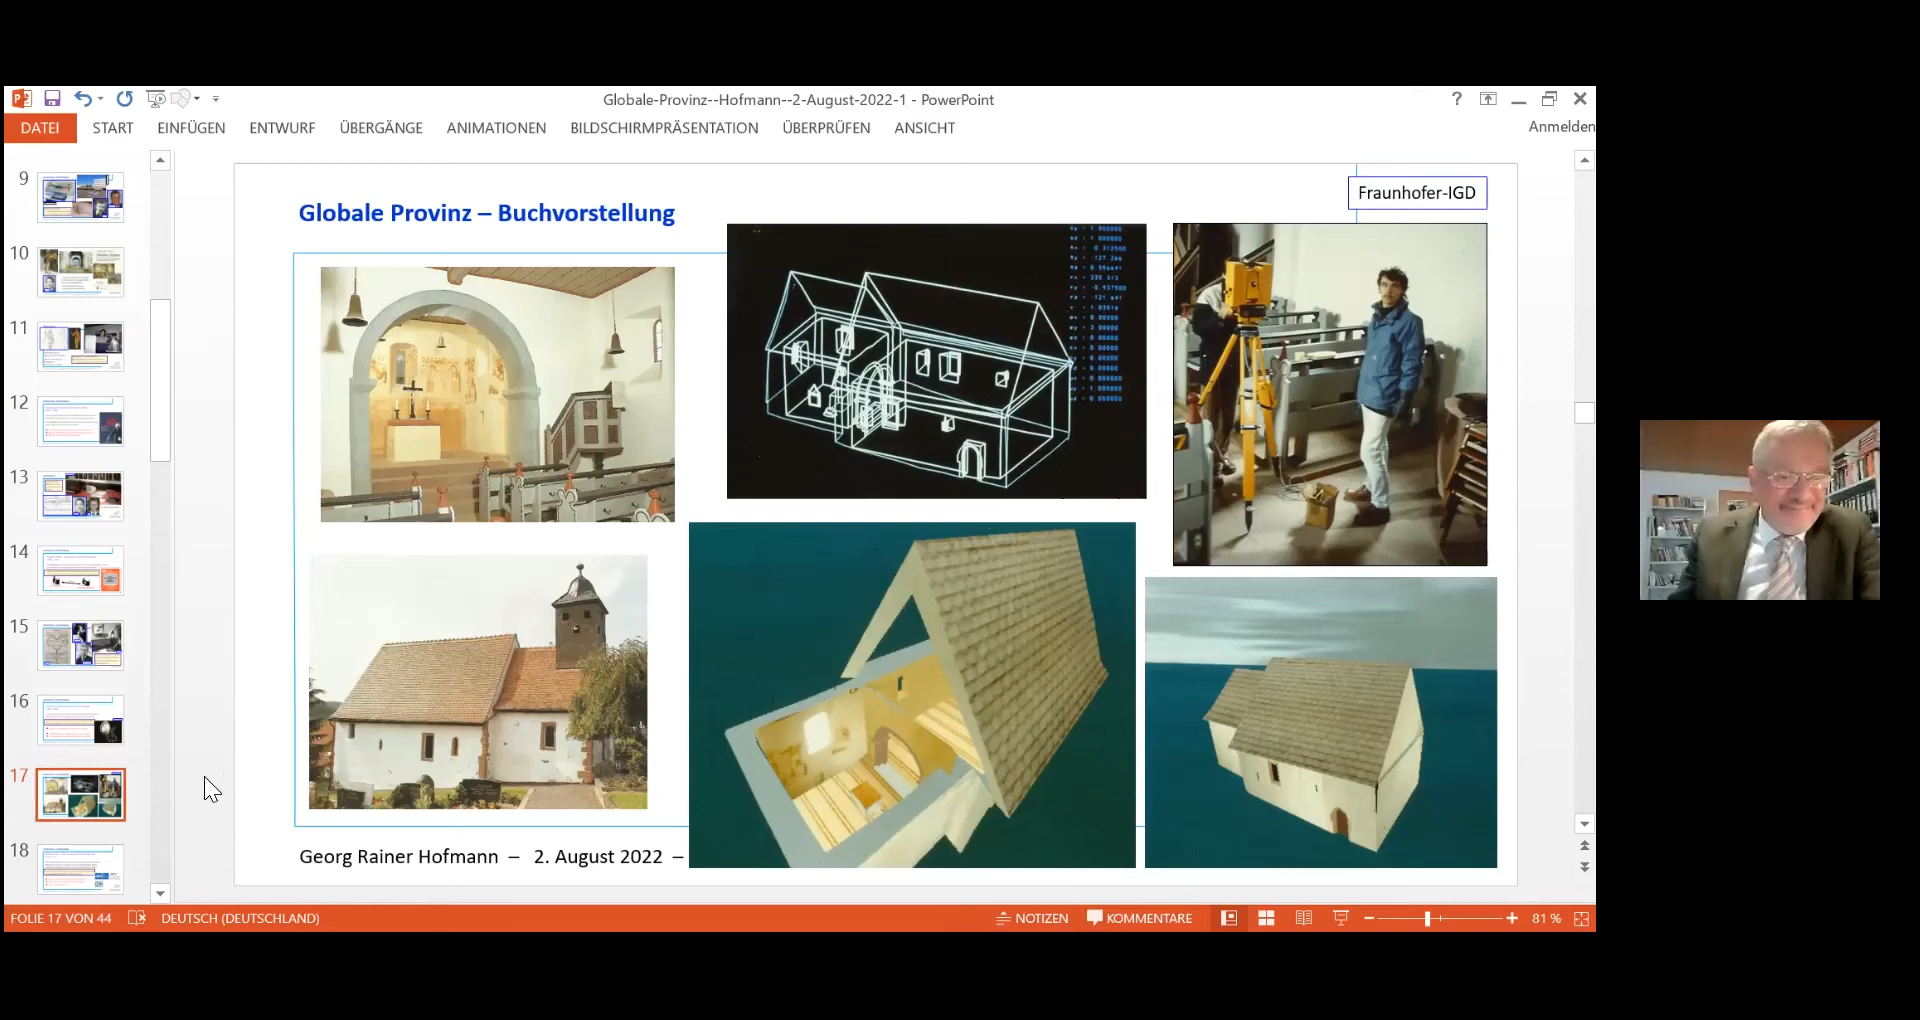 Globale-Provinz--Hofmann--2-August-2022-1 - PowerPoint
?
DATEI START EINFÜGEN ENTWURF ÜBERGÄNGE ANIMATIONEN BILDSCHIRMPRÄSENTATION ÜBERPRÜFEN ANSICHT Anmelden
9
10
11
12
13
14
15
16
17
18
Fraunhofer-IGD
Globale Provinz – Buchvorstellung
Georg Rainer Hofmann – 2. August 2022 –
FOLIE 17 VON 44 DEUTSCH (DEUTSCHLAND) NOTIZEN KOMMENTARE 81 %